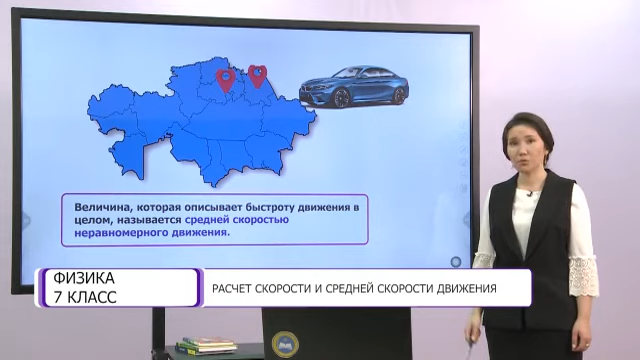 Величина, которая описывает быстроту движения в
целом, называется средней скоростью
неравномерного движения.
ФИЗИКА
7 КЛАСС
РАСЧЕТ СКОРОСТИ И СРЕДНЕЙ СКОРОСТИ ДВИЖЕНИЯ